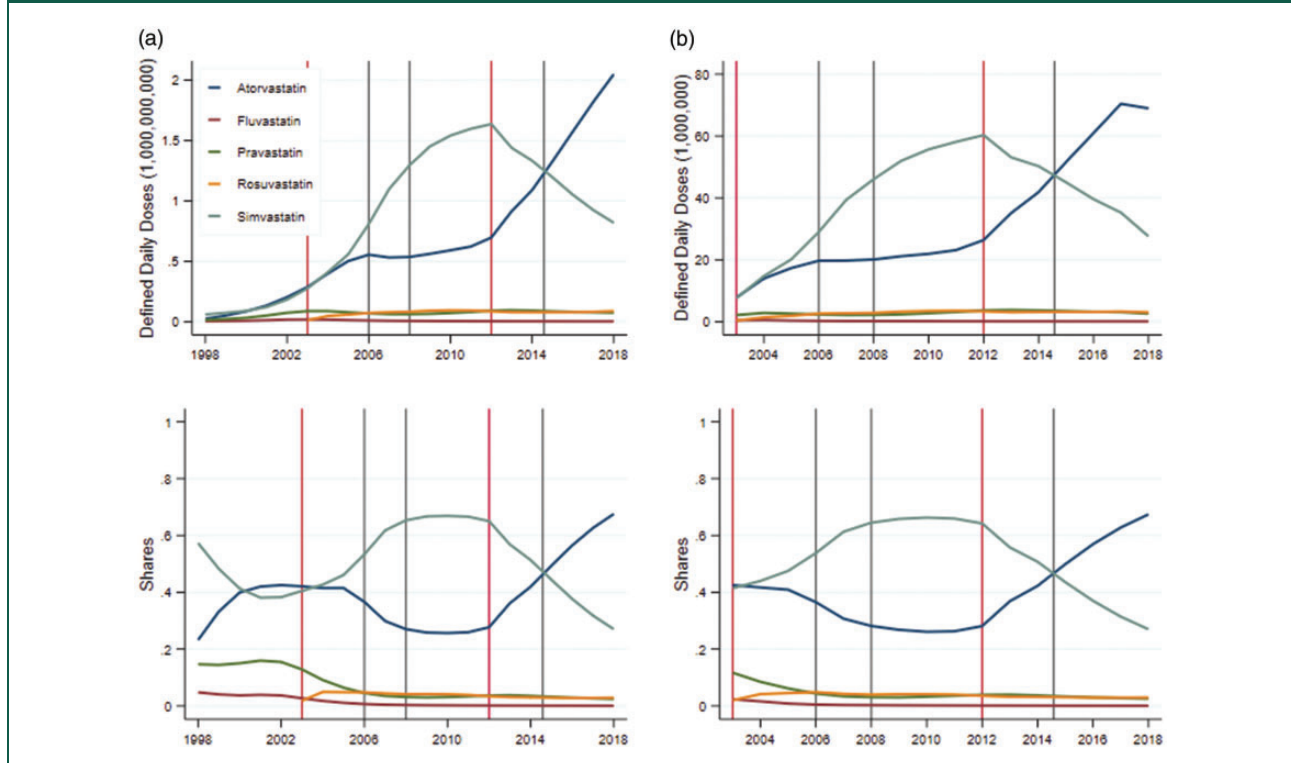 (a)
Defined Daily Doses (1,000,000,000)
2
1.5
1
.5
0
Atorvastatin
Fluvastatin
Pravastatin
Rosuvastatin
Simvastatin
1998 2002 2006 2010 2014 2018
(b)
Defined Daily Doses (1,000,000)
80
60
40
20
0
2004 2006 2008 2010 2012 2014 2016 2018
Shares
1
.8
.6
.4
.2
0
1998 2002 2006 2010 2014 2018
Shares
1
.8
.6
.4
.2
0
2004 2006 2008 2010 2012 2014 2016 2018